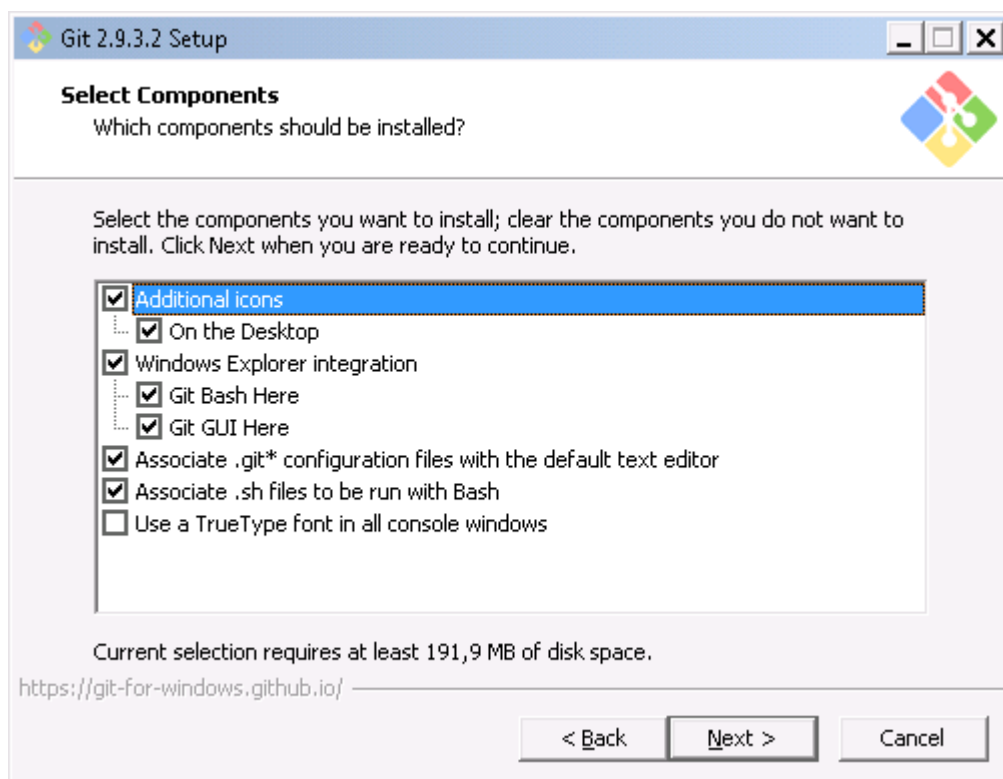 Git 2.9.3.2 Setup
Select Components
Which components should be installed?
Select the components you want to install; clear the components you do not want to
install. Click Next when you are ready to continue.
Additional icons
On the Desktop
Windows Explorer integration
Git Bash Here
Git GUI Here
Associate .git* configuration files with the default text editor
Associate .sh files to be run with Bash
Use a TrueType font in all console windows
Current selection requires at least 191,9 MB of disk space.
https://git-for-windows.github.io/
< Back Next > Cancel